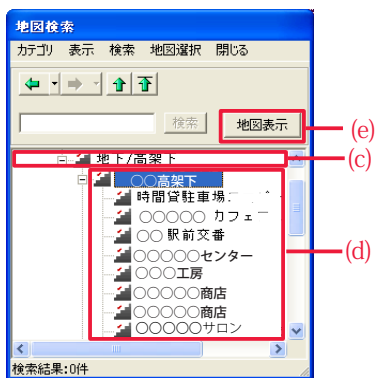 地図検索
カテゴリ 表示 検索 地図選択 閉じる
検索 地図表示 (e)
地下/高架下 (c)
○○高架下
時間貸駐車場
○○○○○ カフェー
○○ 駅前交番
○○○○○センター (d)
○○○工房
○○○○○商店
○○○○○商店
○○○○○サロン
検索結果:0件